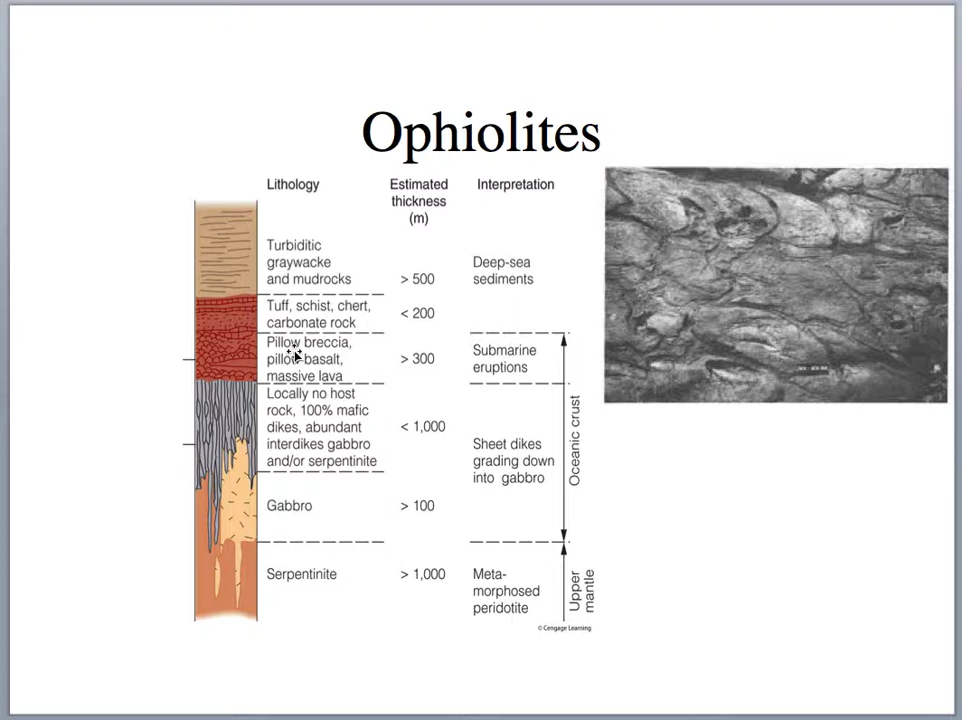 Ophiolites
Lithology
Estimated
thickness
(m)
Interpretation
Turbiditic
graywacke
and mudrocks
> 500
Deep-sea
sediments
Tuff, schist, chert,
carbonate rock
< 200
Pillow breccia,
pillow basalt,
massive lava
> 300
Submarine
eruptions
Locally no host
rock, 100% mafic
dikes, abundant
interdikes gabbro
and/or serpentinite
< 1,000
Sheet dikes
grading down
into gabbro
Oceanic crust
Gabbro
> 100
Serpentinite
> 1,000
Meta-
morphosed
peridotite
Upper
mantle
© Cengage Learning